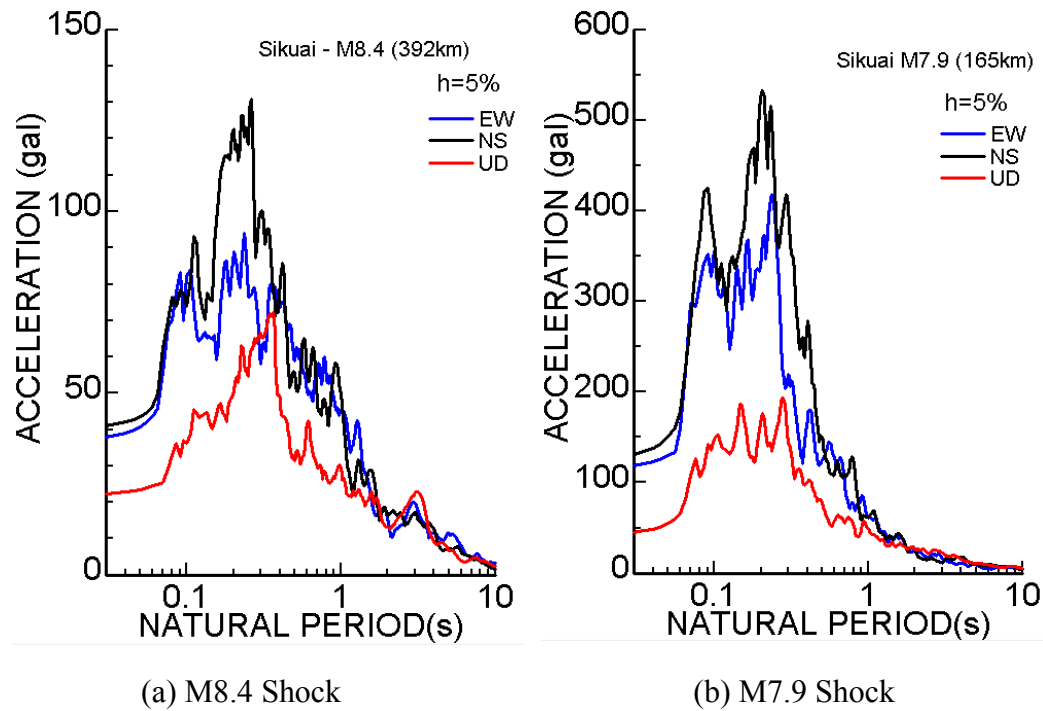 150
100
50
0
ACCELERATION (gal)
Sikuai - M8.4 (392km)
h=5%
EW
NS
UD
0.1
1
10
NATURAL PERIOD(s)
(a) M8.4 Shock
600
500
400
300
200
100
0
ACCELERATION (gal)
Sikuai M7.9 (165km)
h=5%
EW
NS
UD
0.1
1
10
NATURAL PERIOD(s)
(b) M7.9 Shock